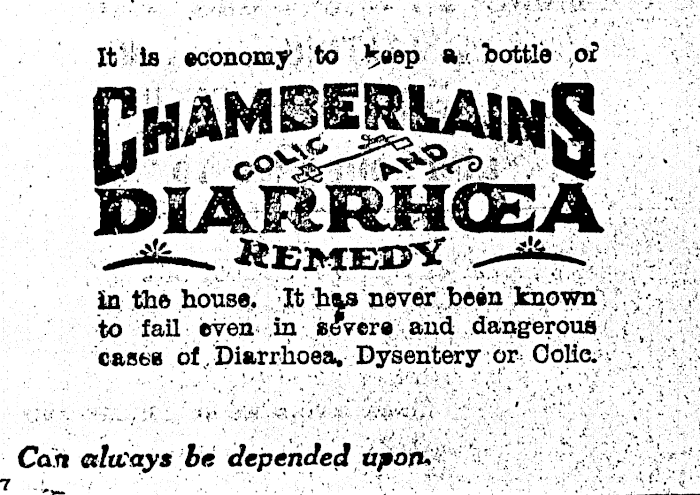 It is economy to keep a bottle of
CHAMBERLAINS
COLIC AND
DIARRHŒA
REMEDY
in the house. It has never been known
to fail even in severe and dangerous
cases of Diarrhoea, Dysentery or Colic.
Can always be depended upon.
7